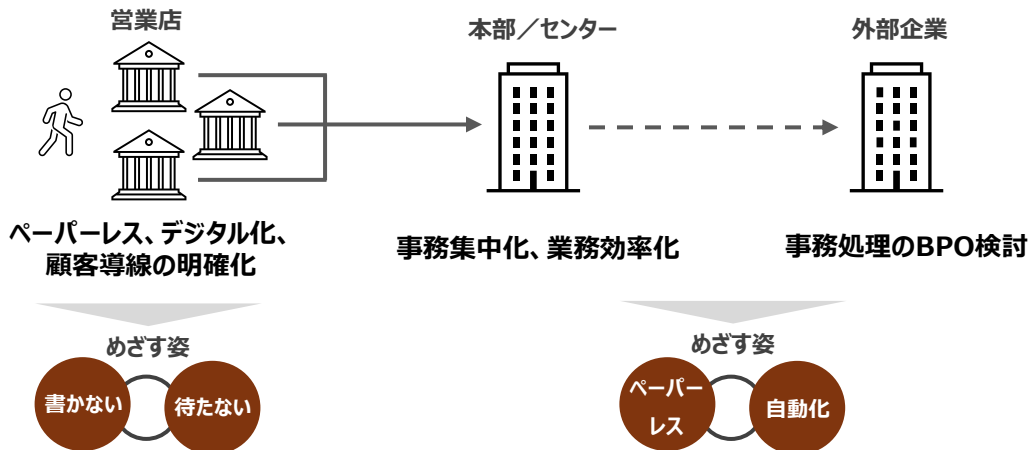 営業店
本部／センター
外部企業
ペーパーレス、デジタル化、
顧客導線の明確化
事務集中化、業務効率化
事務処理のBPO検討
めざす姿
書かない
待たない
めざす姿
ペーパー
レス
自動化